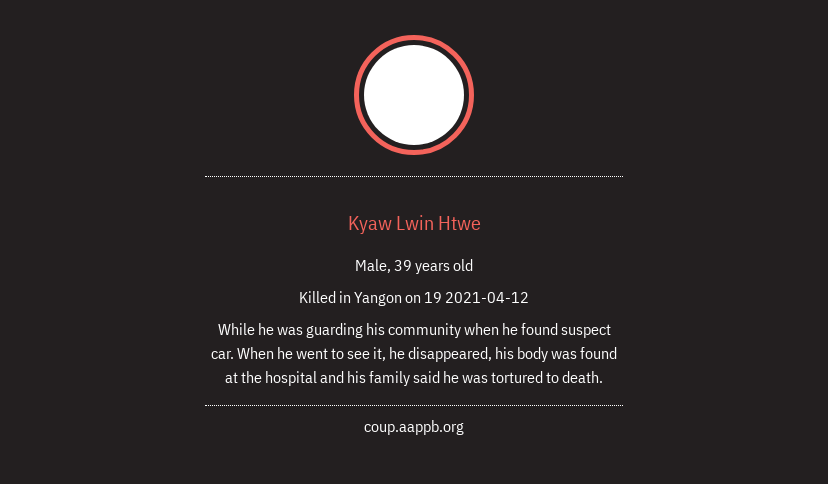 Kyaw Lwin Htwe
Male, 39 years old
Killed in Yangon on 19 2021-04-12
While he was guarding his community when he found suspect
car. When he went to see it, he disappeared, his body was found
at the hospital and his family said he was tortured to death.
coup.aappb.org